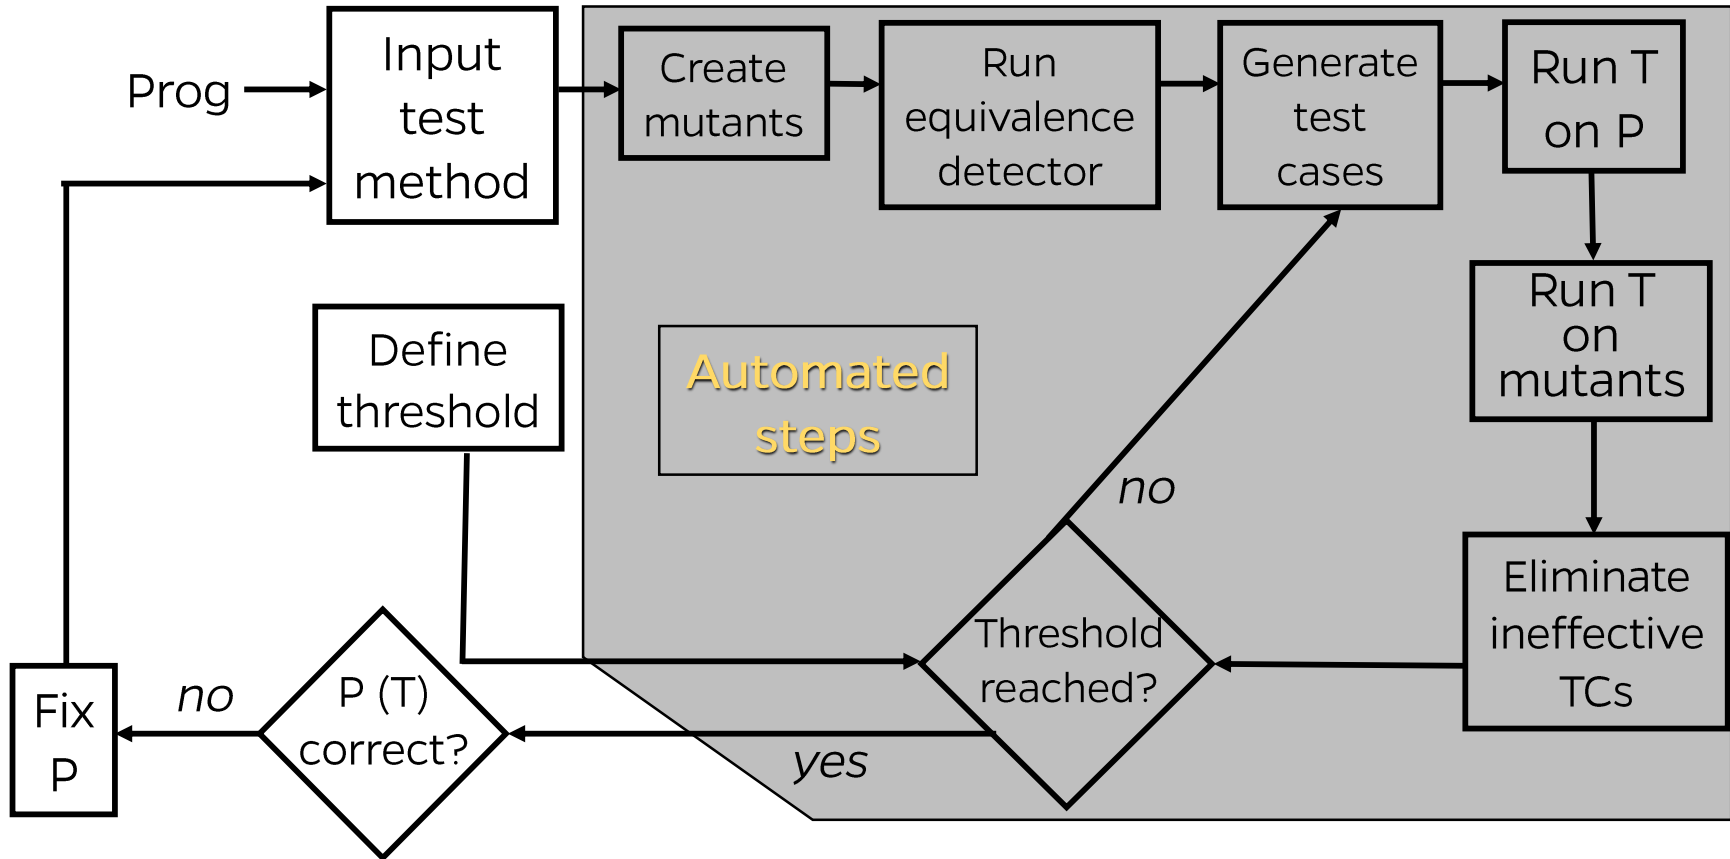 Prog
Input
test
method
Create
mutants
Run
equivalence
detector
Generate
test
cases
Run T
on P
Run T
on
mutants
Define
threshold
Automated
steps
no
Eliminate
ineffective
TCs
Threshold
reached?
yes
P (T)
correct?
no
Fix
P